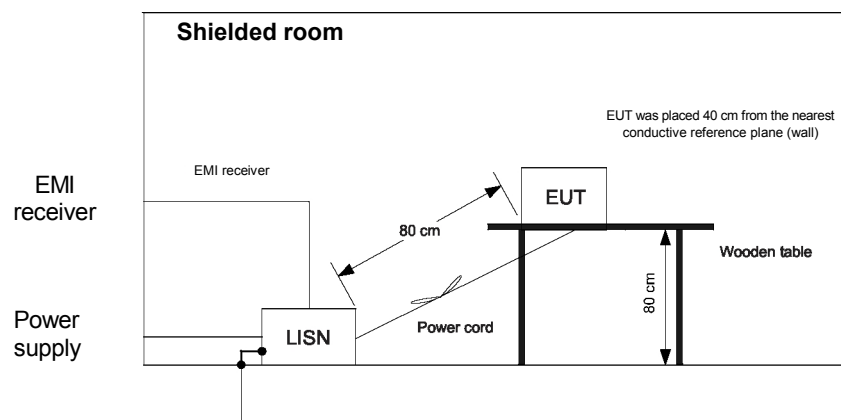 Shielded room
EUT was placed 40 cm from the nearest
conductive reference plane (wall)
EMI receiver
EMI
receiver
EUT
80 cm
Wooden table
80 cm
Power cord
Power
supply
LISN